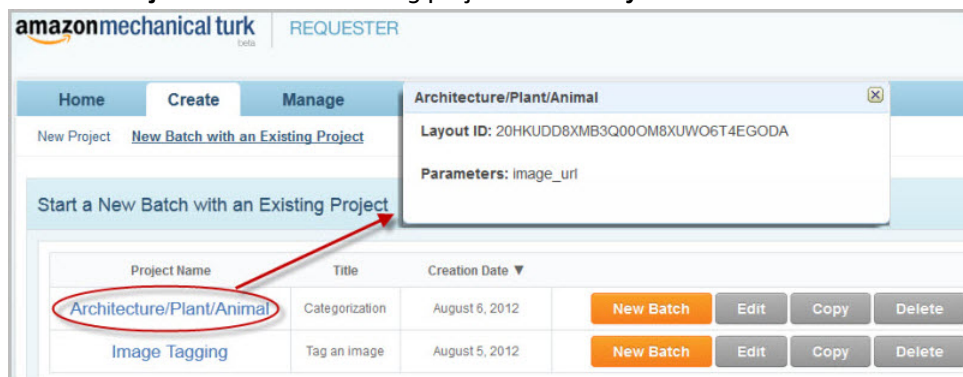 amazonmechanical turk
beta
REQUESTER
Home Create Manage
New Project New Batch with an Existing Project
Architecture/Plant/Animal
Layout ID: 20HKUDD8XMB3Q00OM8XUWO6T4EGODA
Parameters: image_url
Start a New Batch with an Existing Project
Project Name Title Creation Date ▼
Architecture/Plant/Animal Categorization August 6, 2012 New Batch Edit Copy Delete
Image Tagging Tag an image August 5, 2012 New Batch Edit Copy Delete